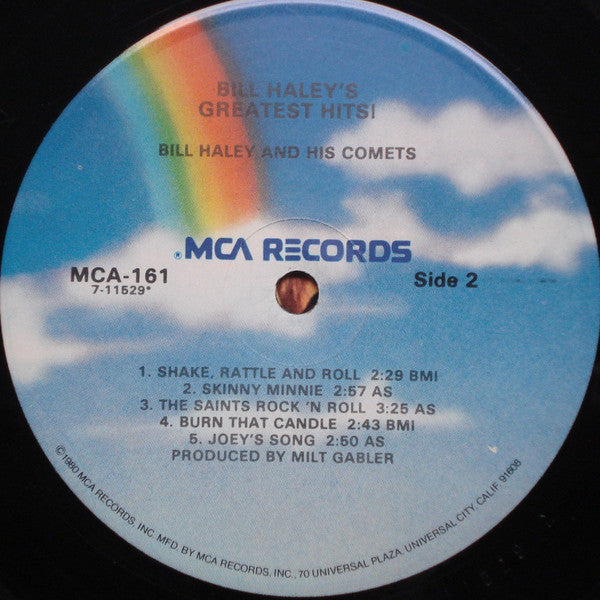 BILL HALEY'S
GREATEST HITS!
BILL HALEY AND HIS COMETS
®MCA RECORDS
MCA-161
7-11529*
Side 2
1. SHAKE, RATTLE AND ROLL 2:29 BMI
2. SKINNY MINNIE 2:57 AS
3. THE SAINTS ROCK 'N ROLL 3:25 AS
4. BURN THAT CANDLE 2:43 BMI
5. JOEY'S SONG 2:50 AS
PRODUCED BY MILT GABLER
©1980 MCA RECORDS, INC. MFD. BY MCA RECORDS, INC., 70 UNIVERSAL PLAZA, UNIVERSAL CITY, CALIF. 91608